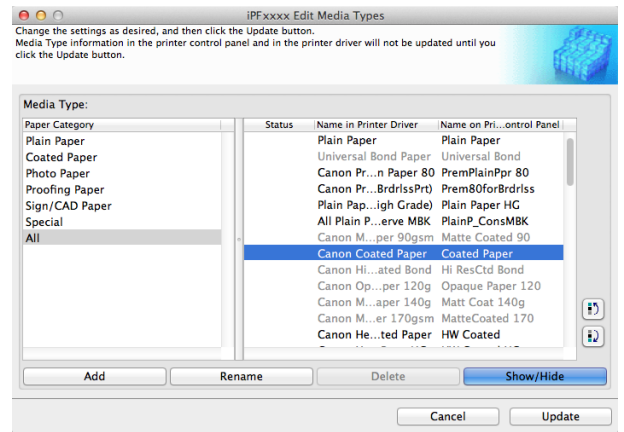 iPFxxxx Edit Media Types
Change the settings as desired, and then click the Update button.
Media Type information in the printer control panel and in the printer driver will not be updated until you
click the Update button.
Media Type:
Paper Category
Plain Paper
Coated Paper
Photo Paper
Proofing Paper
Sign/CAD Paper
Special
All
Status Name in Printer Driver Name on Pri...ontrol Panel
Plain Paper Plain Paper
Universal Bond Paper Universal Bond
Canon Pr...n Paper 80 PremPlainPpr 80
Canon Pr...BrdrlssPrt) Prem80forBrdrlss
Plain Pap...igh Grade) Plain Paper HG
All Plain P...erve MBK PlainP_ConsMBK
Canon M...per 90gsm Matte Coated 90
Canon Coated Paper Coated Paper
Canon Hi...ated Bond Hi ResCtd Bond
Canon Op...per 120g Opaque Paper 120
Canon M...aper 140g Matt Coat 140g
Canon M...er 170gsm MatteCoated 170
Canon He...ted Paper HW Coated
Add Rename Delete Show/Hide
Cancel Update